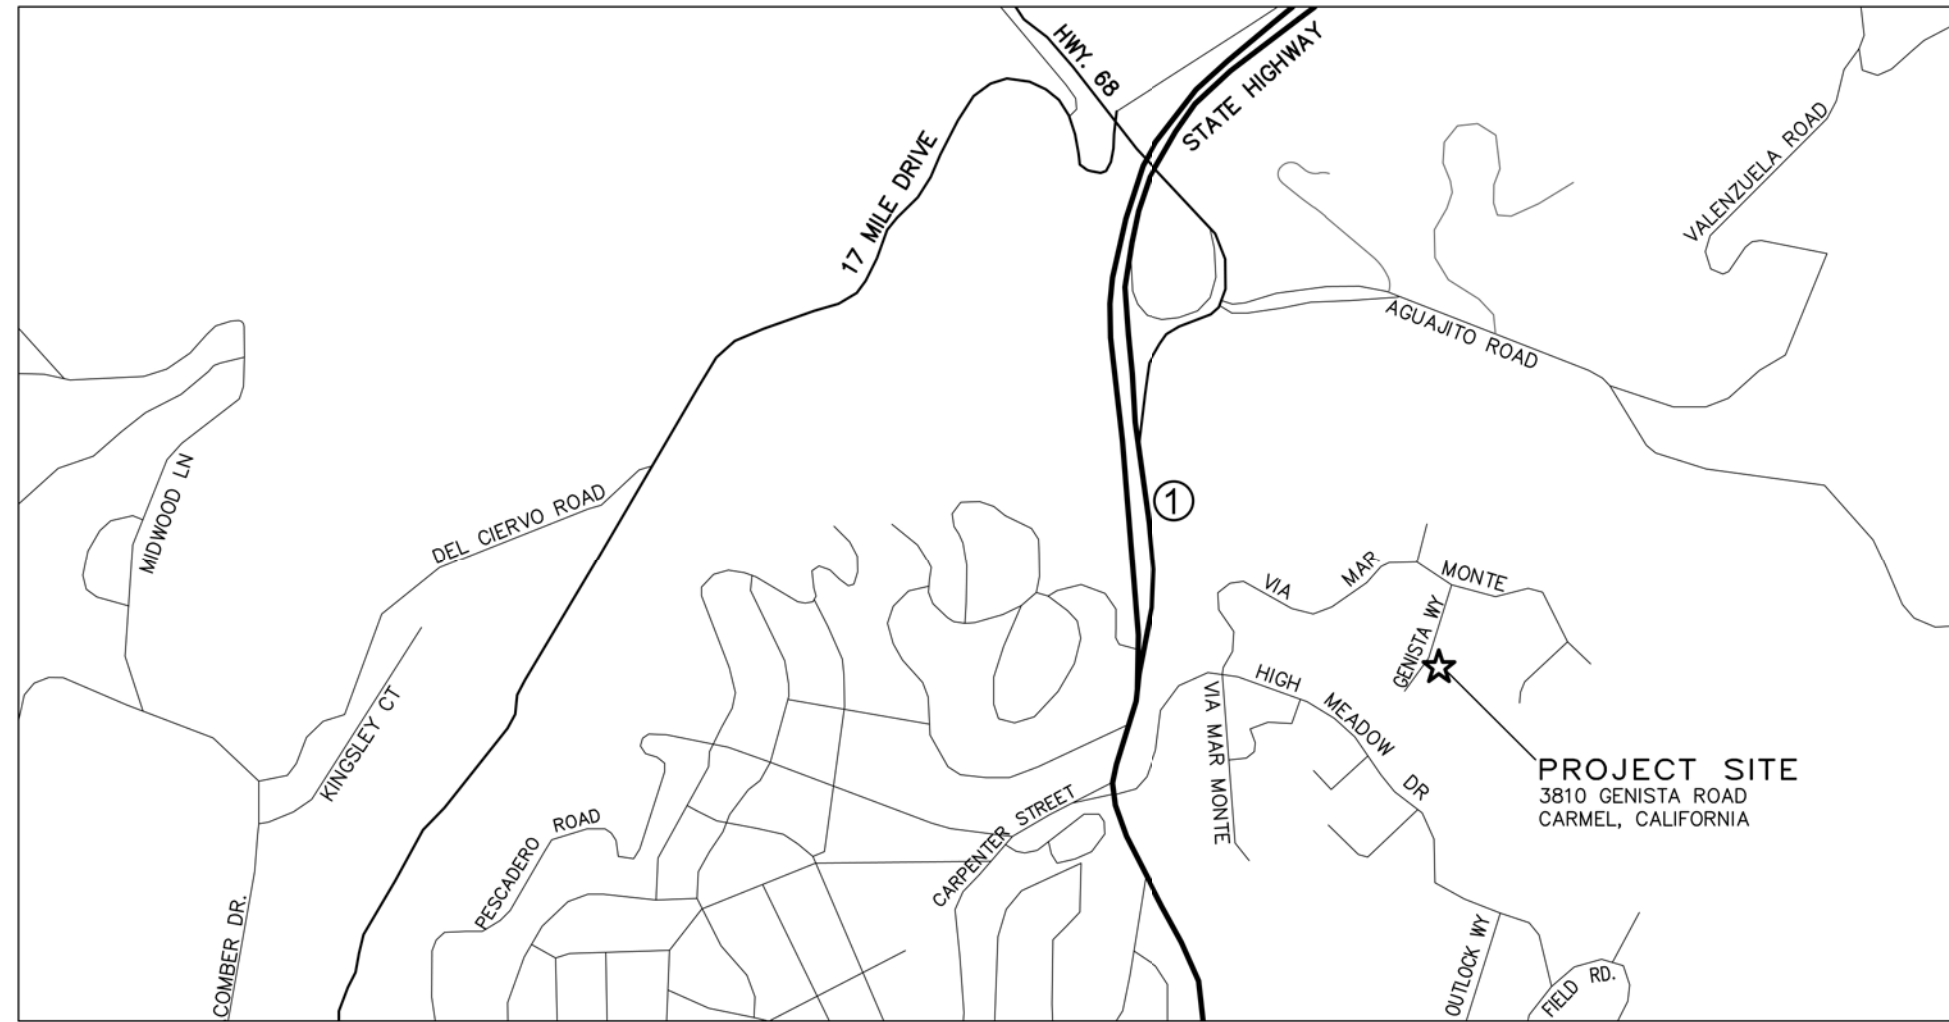 HWY. 68
STATE HIGHWAY
17 MILE DRIVE
VALENZUELA ROAD
AGUAJITO ROAD
MIDWOOD LN
DEL CIERVO ROAD
1
VIA MAR MONTE
GENISTA WY
KINGSLEY CT
HIGH MEADOW DR
VIA MAR MONTE
PROJECT SITE
3810 GENISTA ROAD
CARMEL, CALIFORNIA
PESCADERO ROAD
CARPENTER STREET
COMBER DR.
OUTLOCK WY
FIELD RD.